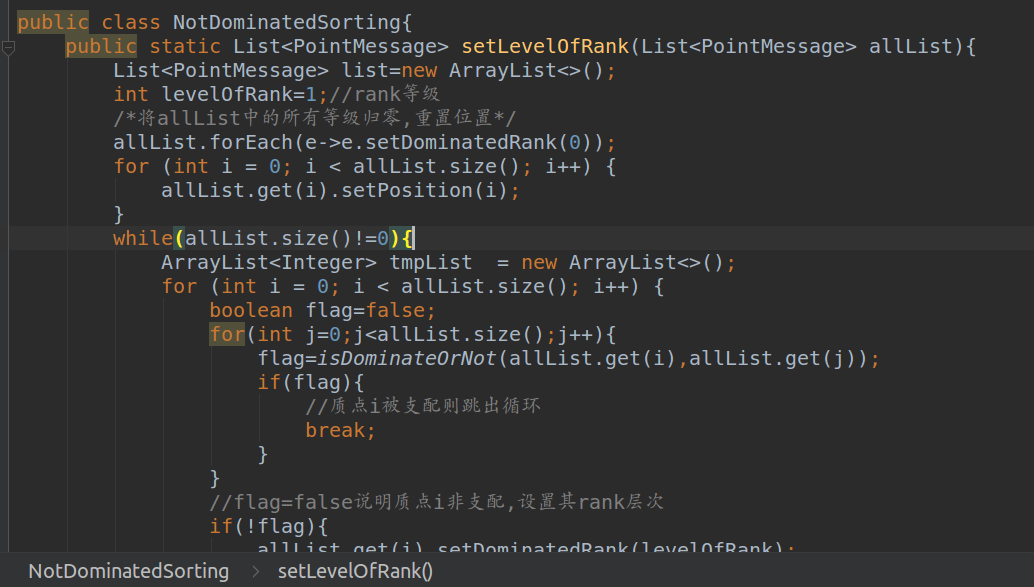 public class NotDominatedSorting{
public static List<PointMessage> setLevelOfRank(List<PointMessage> allList){
List<PointMessage> list=new ArrayList<>();
int levelOfRank=1;//rank等级
/*将allList中的所有等级归零,重置位置*/
allList.forEach(e->e.setDominatedRank(0));
for (int i = 0; i < allList.size(); i++) {
allList.get(i).setPosition(i);
}
while(allList.size()!=0){
ArrayList<Integer> tmpList  = new ArrayList<>();
for (int i = 0; i < allList.size(); i++) {
boolean flag=false;
for(int j=0;j<allList.size();j++){
flag=isDominateOrNot(allList.get(i),allList.get(j));
if(flag){
//质点i被支配则跳出循环
break;
}
}
//flag=false说明质点i非支配,设置其rank层次
if(!flag){
allList.get(i).setDominatedRank(levelOfRank);
NotDominatedSorting > setLevelOfRank()